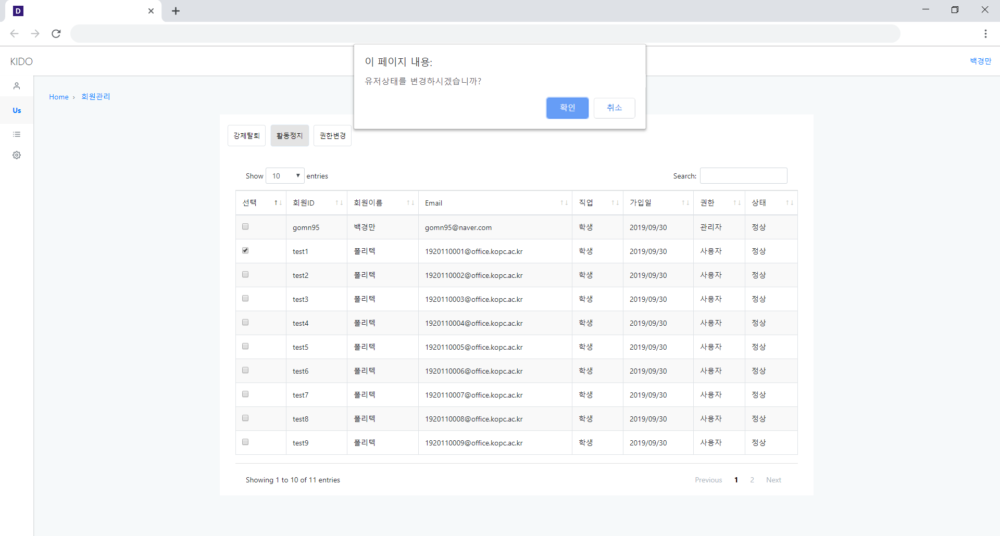 D
KIDO
백경만
이 페이지 내용:
유저상태를 변경하시겠습니까?
확인 취소
Us
Home › 회원관리
강제탈퇴 활동정지 권한변경
Show 10 entries Search:
선택 회원ID 회원이름 Email 직업 가입일 권한 상태
gomn95 백경만 gomn95@naver.com 학생 2019/09/30 관리자 정상
test1 폴리텍 1920110001@office.kopc.ac.kr 학생 2019/09/30 사용자 정상
test2 폴리텍 1920110002@office.kopc.ac.kr 학생 2019/09/30 사용자 정상
test3 폴리텍 1920110003@office.kopc.ac.kr 학생 2019/09/30 사용자 정상
test4 폴리텍 1920110004@office.kopc.ac.kr 학생 2019/09/30 사용자 정상
test5 폴리텍 1920110005@office.kopc.ac.kr 학생 2019/09/30 사용자 정상
test6 폴리텍 1920110006@office.kopc.ac.kr 학생 2019/09/30 사용자 정상
test7 폴리텍 1920110007@office.kopc.ac.kr 학생 2019/09/30 사용자 정상
test8 폴리텍 1920110008@office.kopc.ac.kr 학생 2019/09/30 사용자 정상
test9 폴리텍 1920110009@office.kopc.ac.kr 학생 2019/09/30 사용자 정상
Showing 1 to 10 of 11 entries Previous 1 2 Next